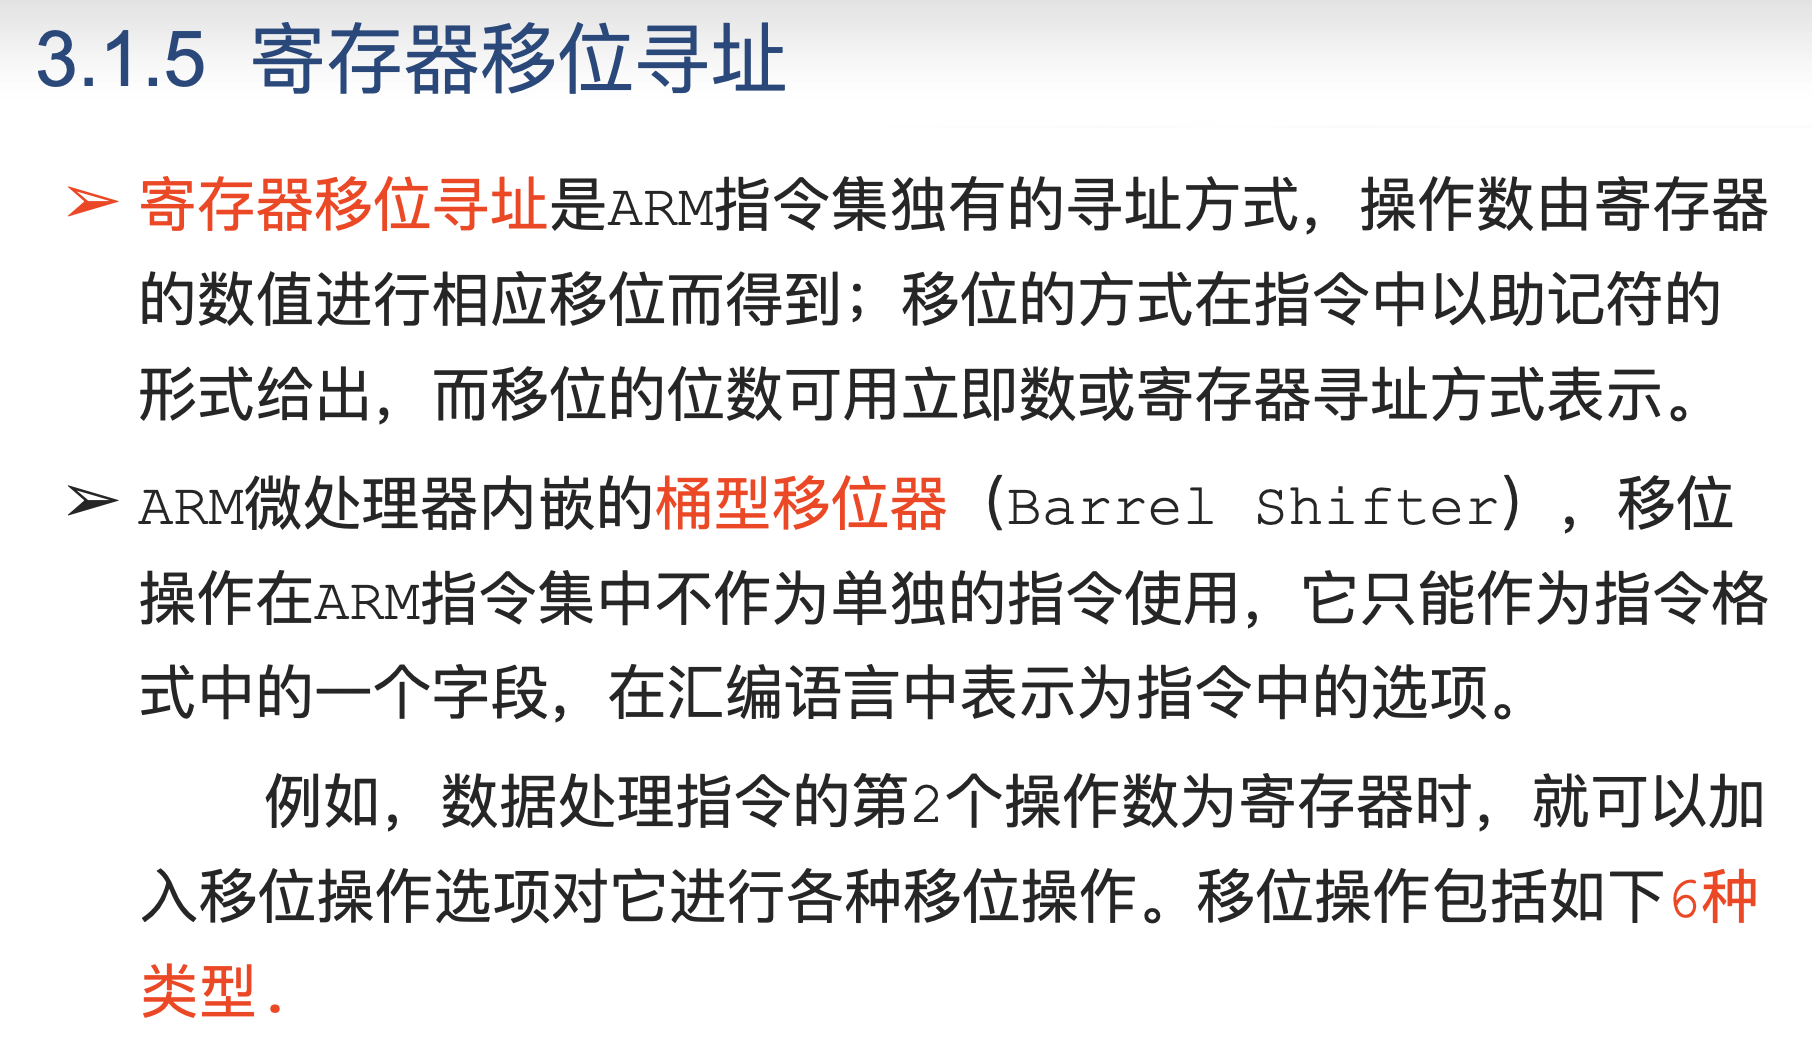 3.1.5 寄存器移位寻址
➢ 寄存器移位寻址是ARM指令集独有的寻址方式，操作数由寄存器
的数值进行相应移位而得到；移位的方式在指令中以助记符的
形式给出，而移位的位数可用立即数或寄存器寻址方式表示。
➢ ARM微处理器内嵌的桶型移位器（Barrel Shifter），移位
操作在ARM指令集中不作为单独的指令使用，它只能作为指令格
式中的一个字段，在汇编语言中表示为指令中的选项。
例如，数据处理指令的第2个操作数为寄存器时，就可以加
入移位操作选项对它进行各种移位操作。移位操作包括如下6种
类型.